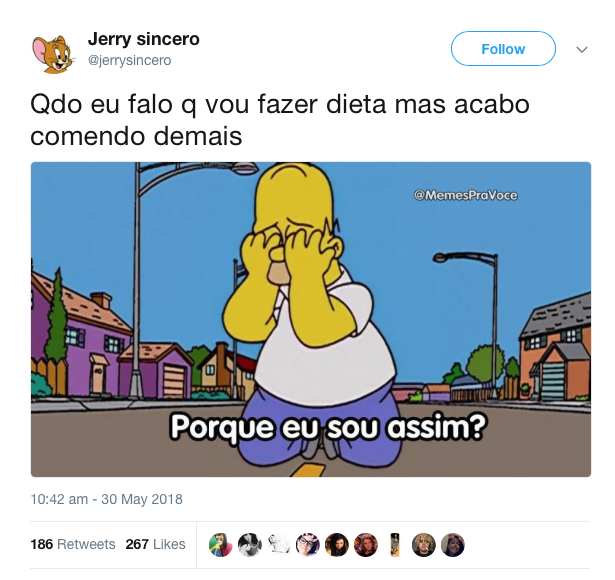 Jerry sincero
@jerrysincero
Follow
Qdo eu falo q vou fazer dieta mas acabo
comendo demais
@MemesPraVoce
Porque eu sou assim?
10:42 am - 30 May 2018
186 Retweets 267 Likes